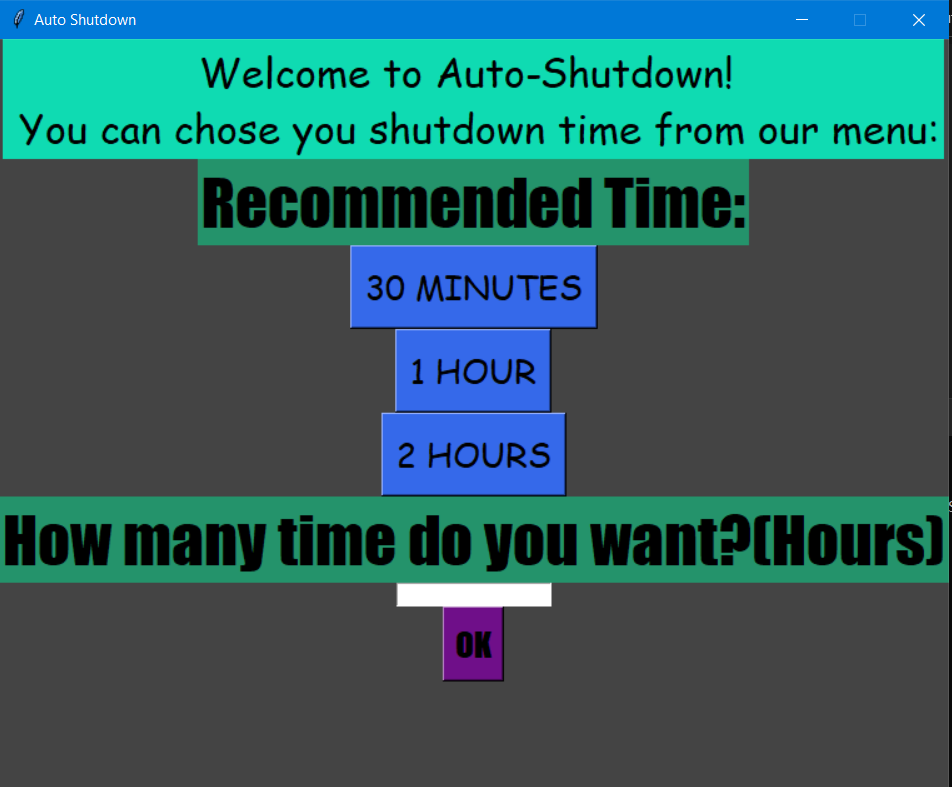 Auto Shutdown
Welcome to Auto-Shutdown!
You can chose you shutdown time from our menu:
Recommended Time:
30 MINUTES
1 HOUR
2 HOURS
How many time do you want?(Hours)
OK